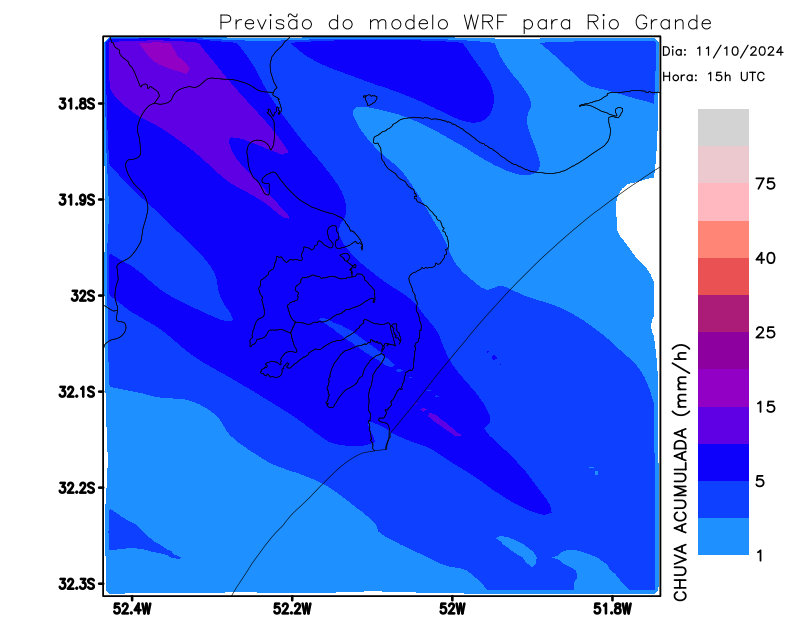 Previsão do modelo WRF para Rio Grande
Dia: 11/10/2024
Hora: 15h UTC
31.8S
31.9S
32S
32.1S
32.2S
32.3S
52.4W
52.2W
52W
51.8W
75
40
25
15
5
1
CHUVA ACUMULADA (mm/h)